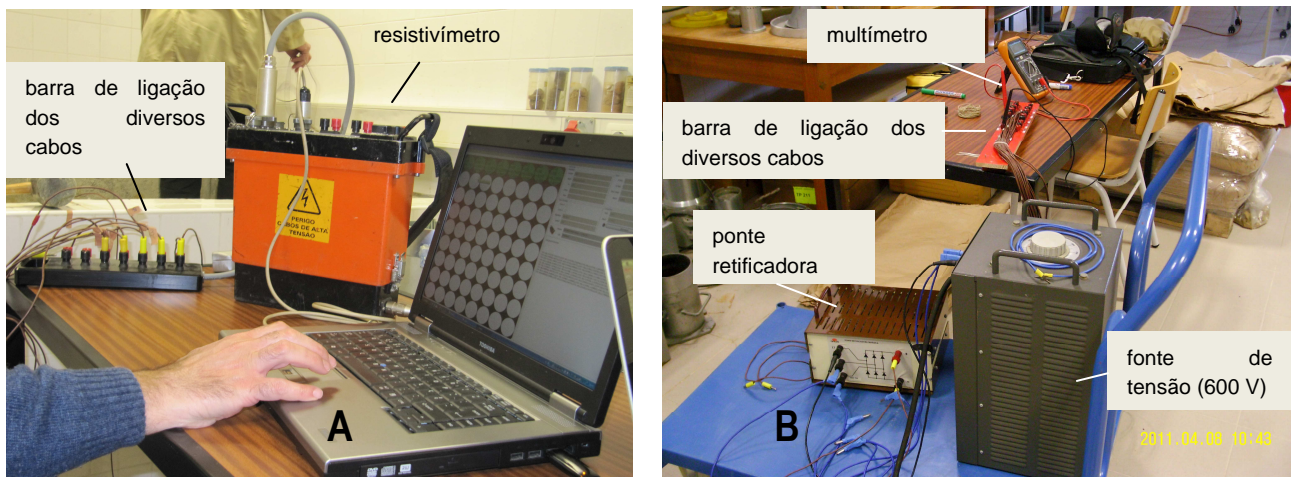 resistivímetro
barra de ligação
dos diversos
cabos
PERIGO
CABOS DE ALTA
TENSÃO
TOSHIBA
A
multímetro
barra de ligação dos
diversos cabos
ponte
retificadora
fonte de
tensão (600 V)
B
2011.04.08 10:43